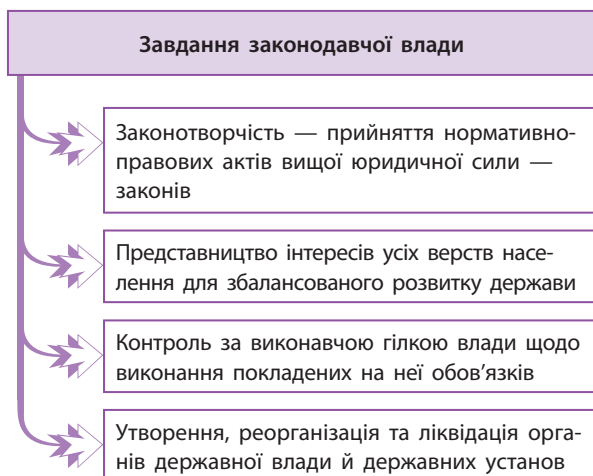 Завдання законодавчої влади
Законотворчість — прийняття нормативно-
правових актів вищої юридичної сили —
законів
Представництво інтересів усіх верств насе-
лення для збалансованого розвитку держави
Контроль за виконавчою гілкою влади щодо
виконання покладених на неї обов’язків
Утворення, реорганізація та ліквідація орга-
нів державної влади й державних установ